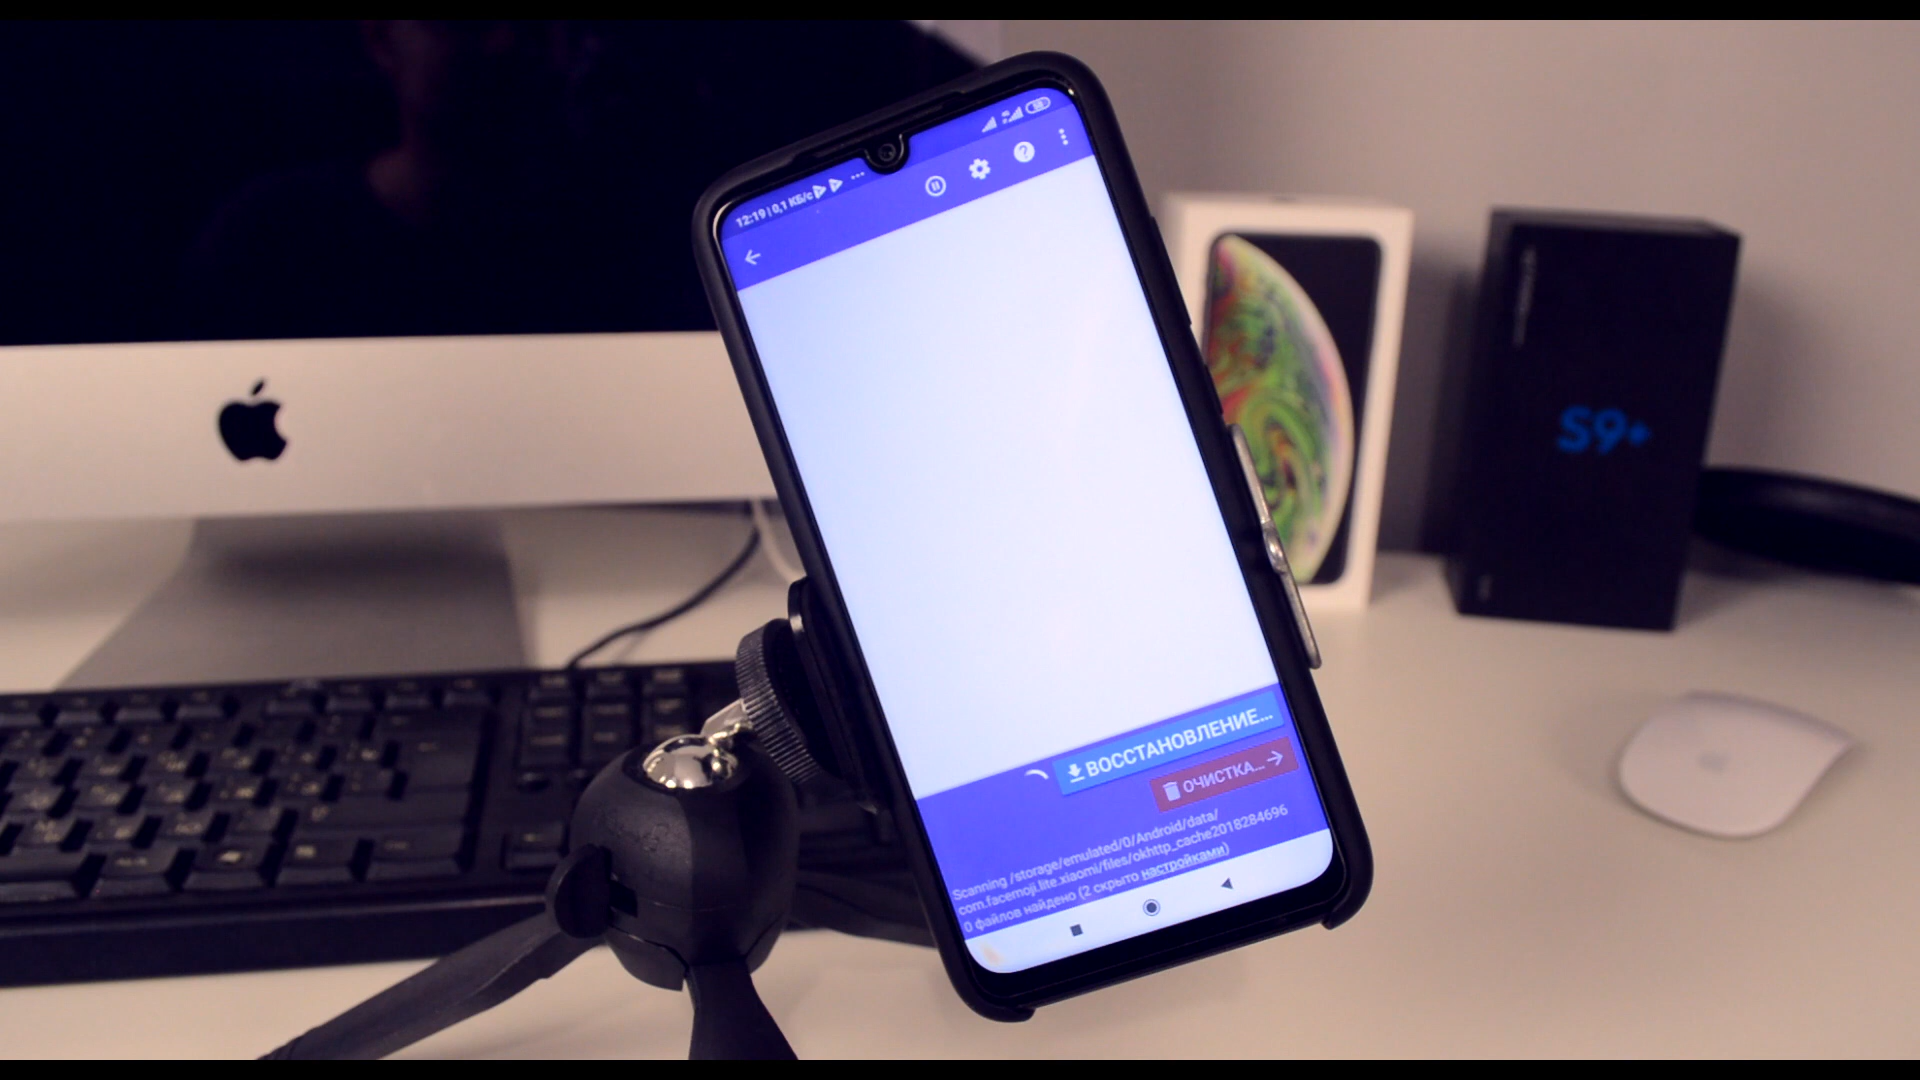 12:19 | 0,1 КБ/с
ВОССТАНОВЛЕНИЕ...
ОЧИСТКА...
Scanning /storage/emulated/0/Android/data/
com.facemoji.lite.xiaomi/files/okhttp_cache2018284696
0 файлов найдено (2 скрыто настройками)
S9+